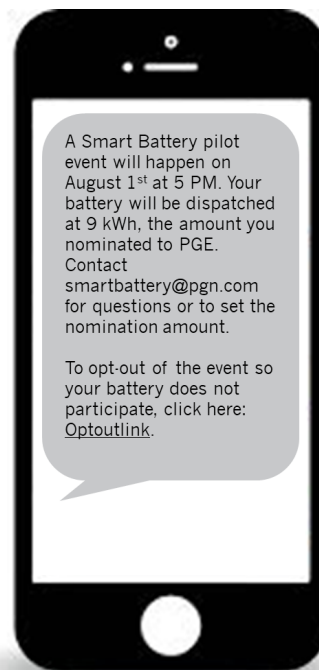 A Smart Battery pilot
event will happen on
August 1st at 5 PM. Your
battery will be dispatched
at 9 kWh, the amount you
nominated to PGE.
Contact
smartbattery@pgn.com
for questions or to set the
nomination amount.
To opt-out of the event so
your battery does not
participate, click here:
Optoutlink.